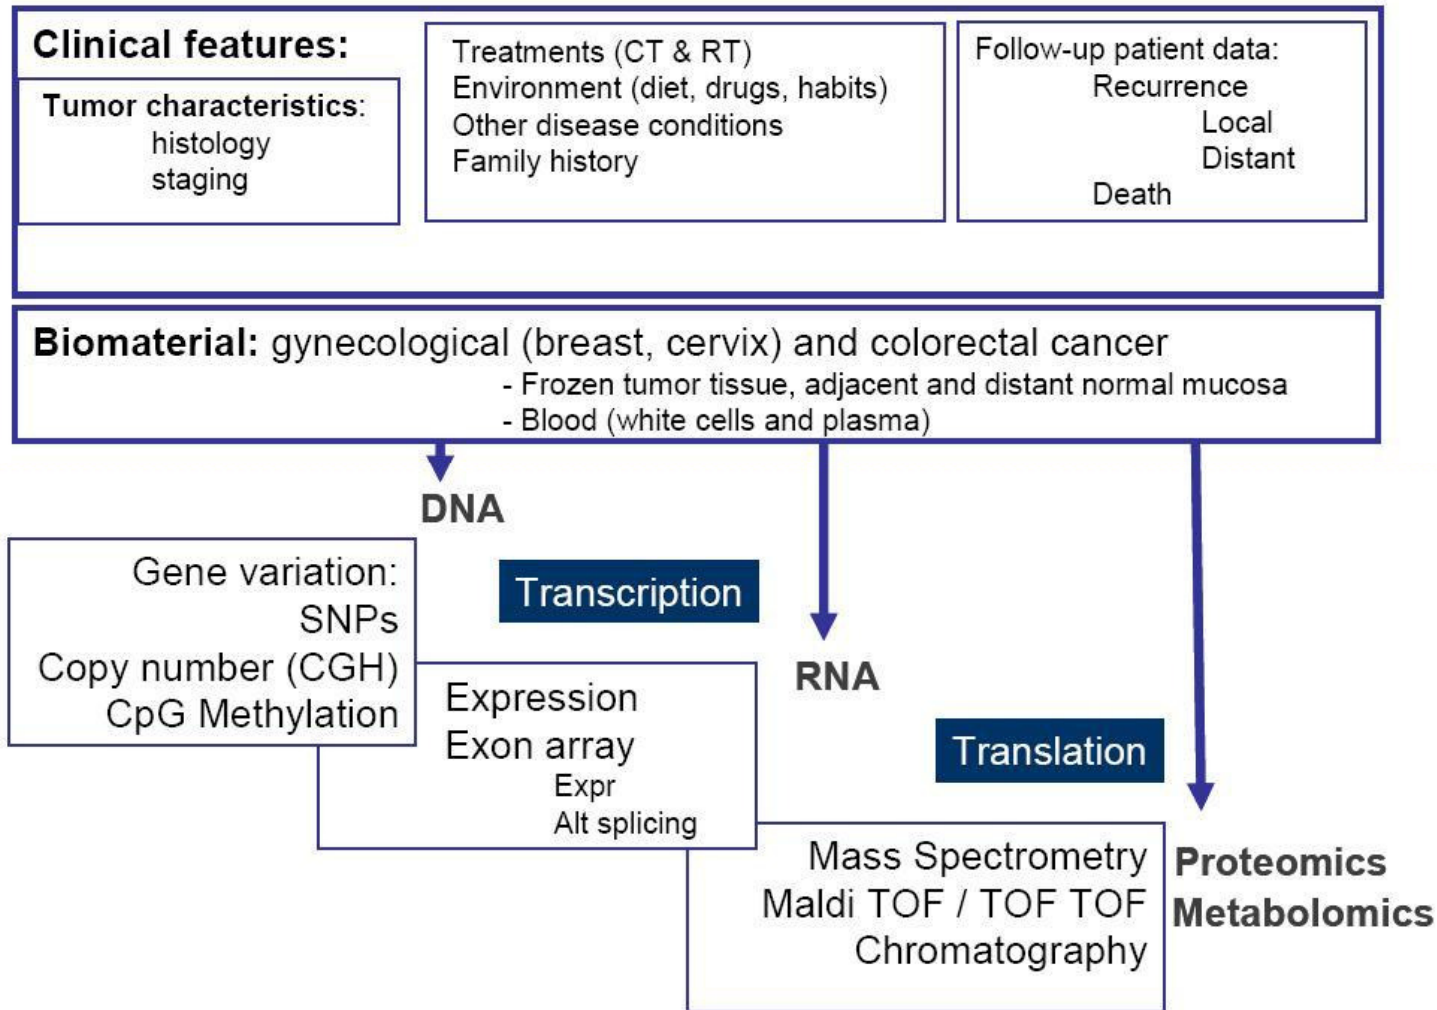 Clinical features:
Tumor characteristics:
histology
staging
Treatments (CT & RT)
Environment (diet, drugs, habits)
Other disease conditions
Family history
Follow-up patient data:
Recurrence
Local
Distant
Death
Biomaterial: gynecological (breast, cervix) and colorectal cancer
- Frozen tumor tissue, adjacent and distant normal mucosa
- Blood (white cells and plasma)
DNA
Gene variation:
SNPs
Copy number (CGH)
CpG Methylation
Transcription
RNA
Expression
Exon array
Expr
Alt splicing
Translation
Mass Spectrometry
Maldi TOF / TOF TOF
Chromatography
Proteomics
Metabolomics